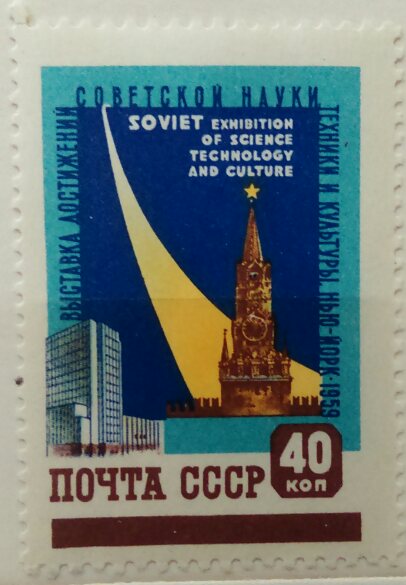 ВЫСТАВКА ДОСТИЖЕНИЙ
СОВЕТСКОЙ НАУКИ
ТЕХНИКИ И КУЛЬТУРЫ, НЬЮ-ЙОРК·1959
SOVIET EXHIBITION
OF SCIENCE
TECHNOLOGY
AND CULTURE
ПОЧТА СССР
40
КОП